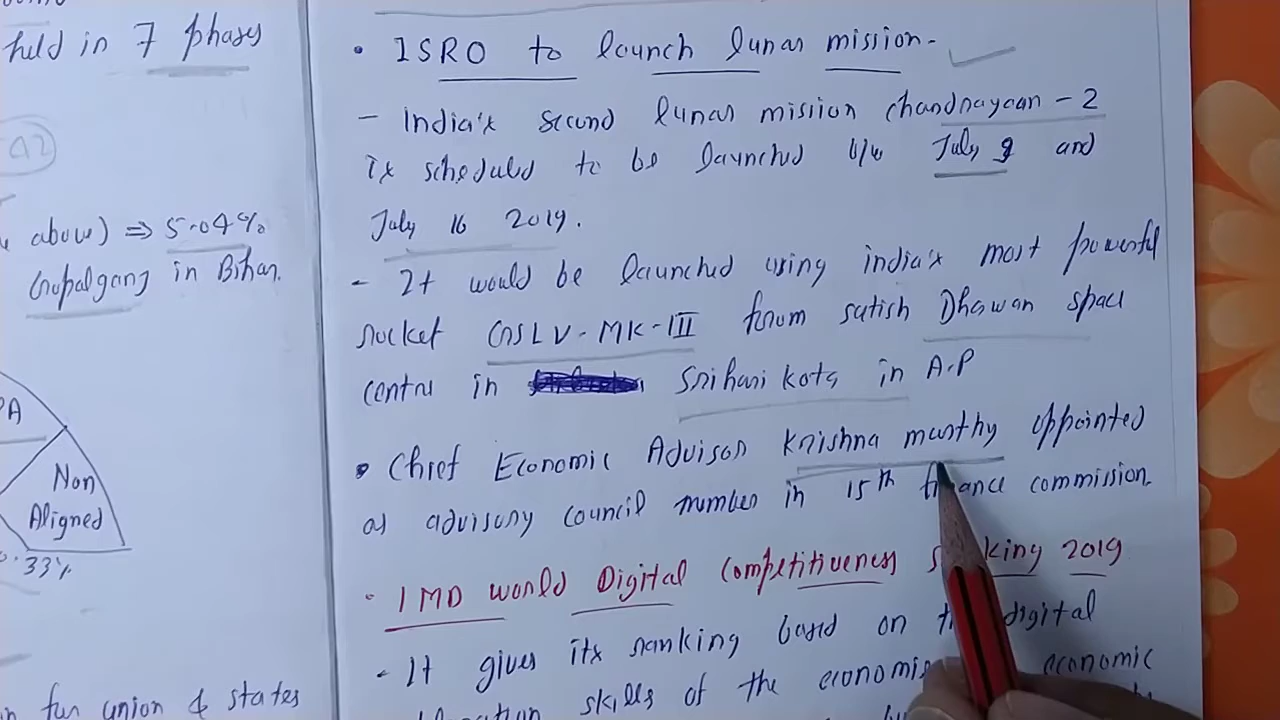 held in 7 phases
above) ⇒ 5.04%
Gopalganj in Bihar.
PA
Non
Aligned
33%
for union & states
• ISRO to launch lunar mission -
- India's second lunar mission chandrayaan - 2
is scheduled to be launched b/w July 9 and
July 16 2019.
- It would be launched using india's most powerful
rocket GSLV - MK - III from satish Dhawan space
centre in Srihari kota in A.P
• Chief Economic Advisor Krishna murthy appointed
as advisory council member in 15th finance commission.
• IMD world Digital Competitiveness ranking 2019
- It gives its ranking based on the digital
skills of the economic